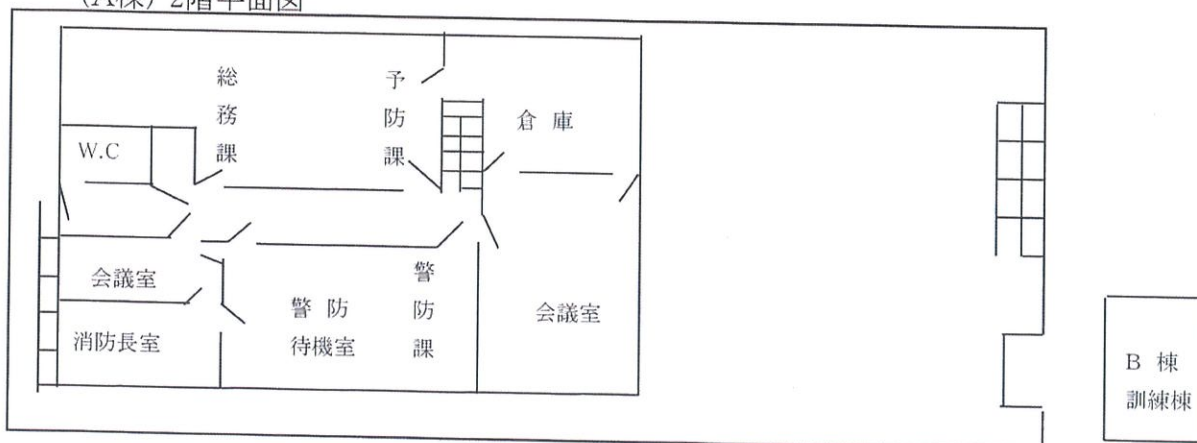 (A棟) 2階平面図
総務課
予防課
倉 庫
W.C
会議室
消防長室
警 防
待機室
警防課
会議室
B 棟
訓練棟